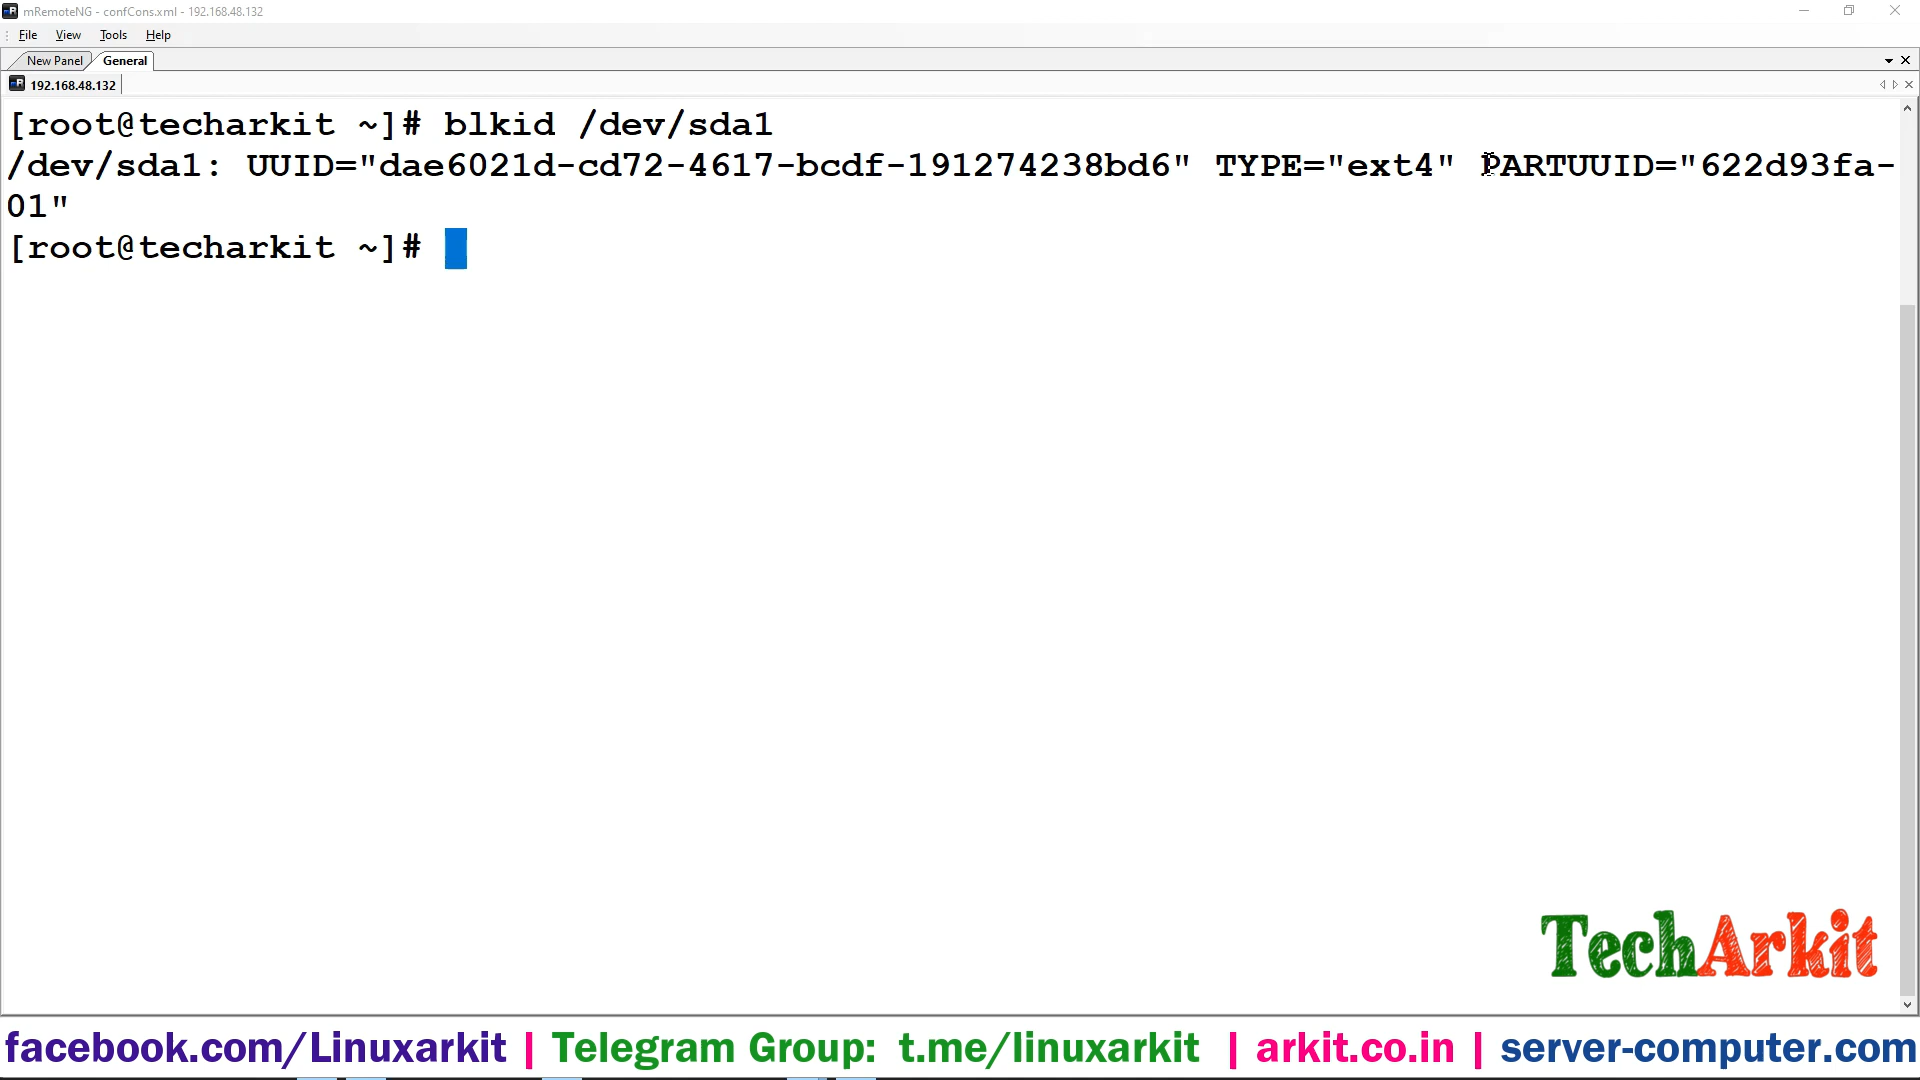 mRemoteNG - confCons.xml - 192.168.48.132
File View Tools Help
New Panel General
192.168.48.132
[root@techarkit ~]# blkid /dev/sda1
/dev/sda1: UUID="dae6021d-cd72-4617-bcdf-191274238bd6" TYPE="ext4" PARTUUID="622d93fa-
01"
[root@techarkit ~]#
TechArkit
facebook.com/Linuxarkit | Telegram Group: t.me/linuxarkit | arkit.co.in | server-computer.com